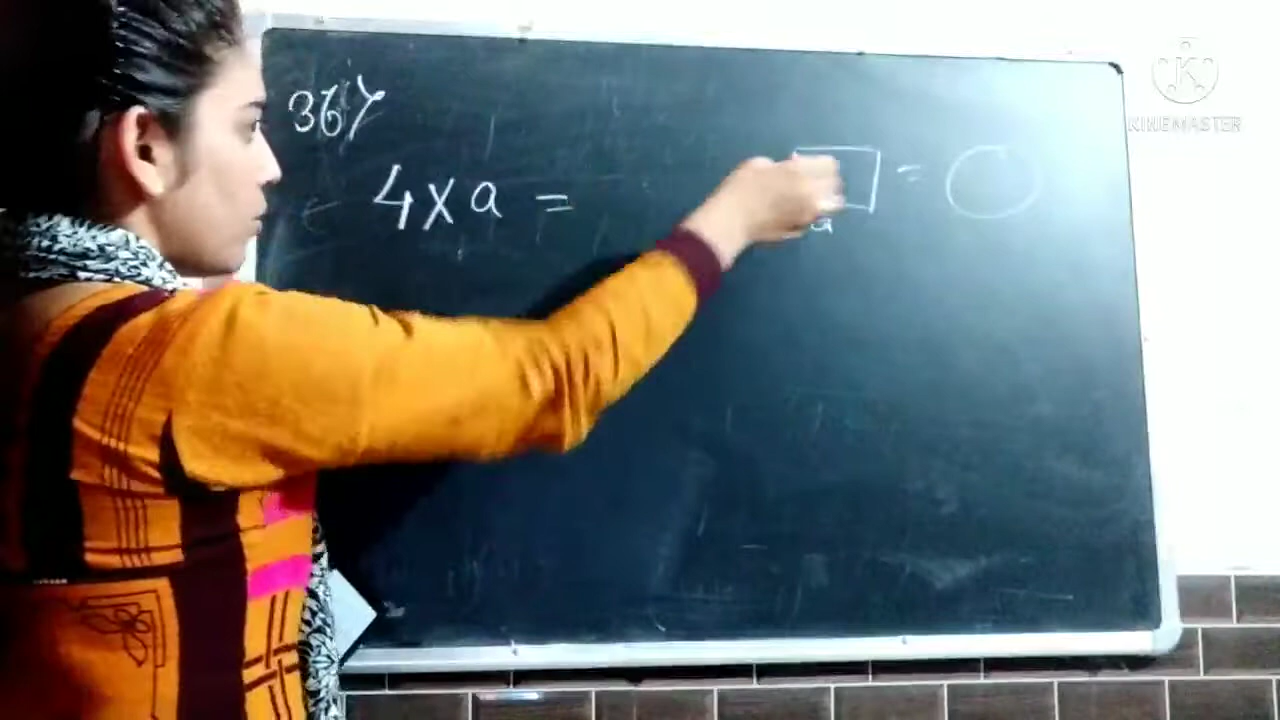 367
4 x a =
=
a
KINEMASTER